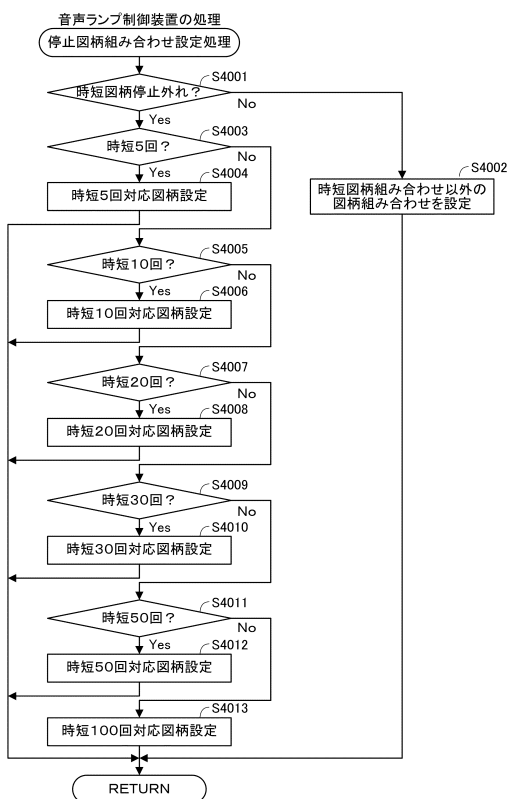 音声ランプ制御装置の処理
停止図柄組み合わせ設定処理
S4001
時短図柄停止外れ？
No
Yes
S4003
時短5回？
No
Yes
S4004
時短5回対応図柄設定
S4002
時短図柄組み合わせ以外の
図柄組み合わせを設定
S4005
時短10回？
No
Yes
S4006
時短10回対応図柄設定
S4007
時短20回？
No
Yes
S4008
時短20回対応図柄設定
S4009
時短30回？
No
Yes
S4010
時短30回対応図柄設定
S4011
時短50回？
No
Yes
S4012
時短50回対応図柄設定
S4013
時短100回対応図柄設定
RETURN